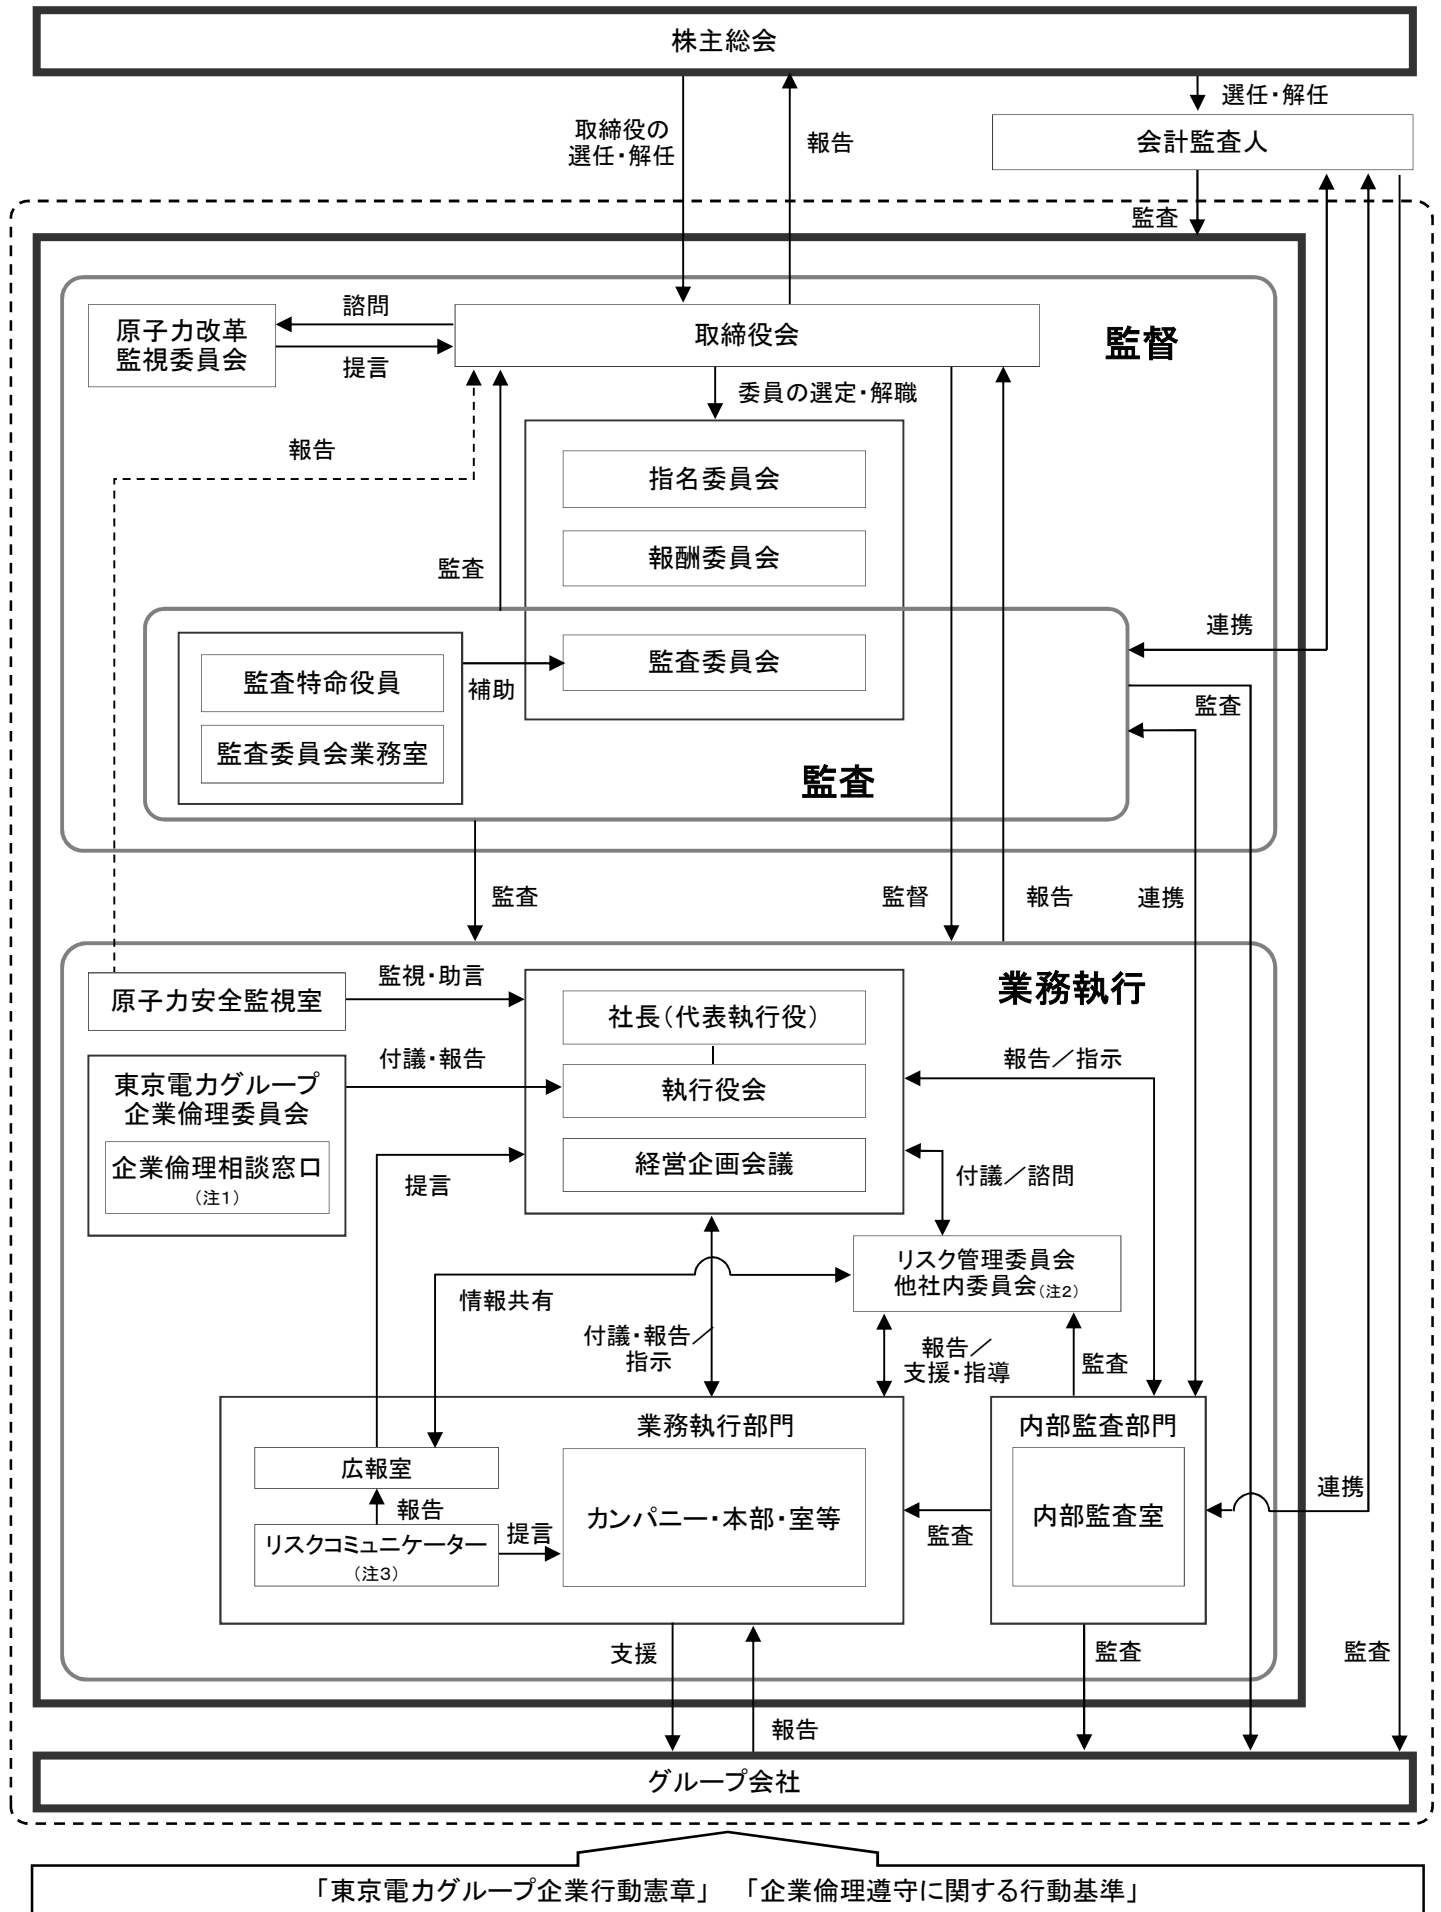 株主総会
選任・解任
取締役の
選任・解任
報告
会計監査人
監査
諮問
原子力改革
監視委員会
取締役会
監督
提言
委員の選定・解職
報告
指名委員会
報酬委員会
監査
連携
監査委員会
監査特命役員
補助
監査
監査委員会業務室
監査
監査
監督
報告
連携
監視・助言
原子力安全監視室
業務執行
社長（代表執行役）
付議・報告
報告／指示
東京電力グループ
企業倫理委員会
執行役会
企業倫理相談窓口
（注1）
経営企画会議
提言
付議／諮問
リスク管理委員会
他社内委員会（注2）
情報共有
付議・報告／
指示
報告／
支援・指導
監査
業務執行部門
内部監査部門
広報室
連携
報告
カンパニー・本部・室等
内部監査室
提言
監査
リスクコミュニケーター
（注3）
支援
監査
監査
報告
グループ会社
「東京電力グループ企業行動憲章」　「企業倫理遵守に関する行動基準」